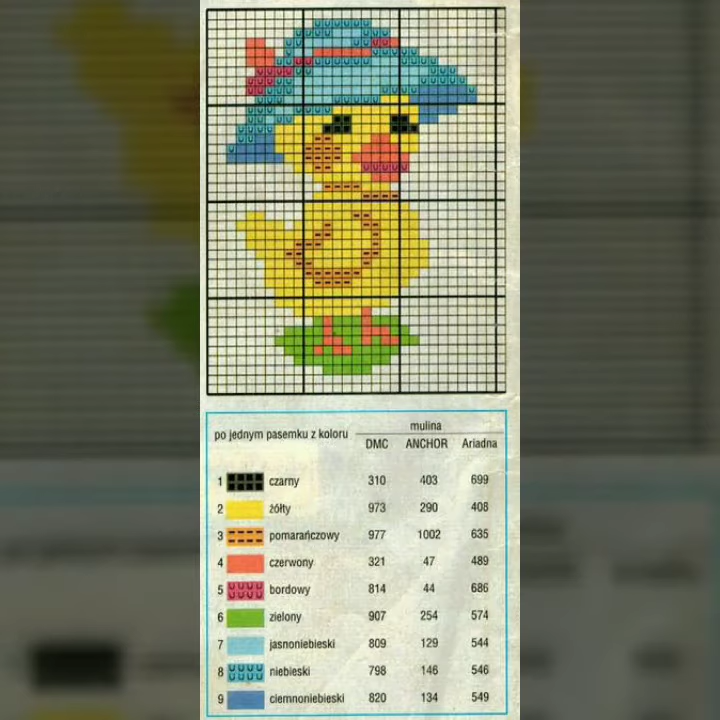 po jednym pasemku z koloru
mulina
DMC ANCHOR Ariadna
1 czarny 310 403 699
2 żółty 973 290 408
3 pomarańczowy 977 1002 635
4 czerwony 321 47 489
5 bordowy 814 44 686
6 zielony 907 254 574
7 jasnoniebieski 809 129 544
8 niebieski 798 146 546
9 ciemnoniebieski 820 134 549